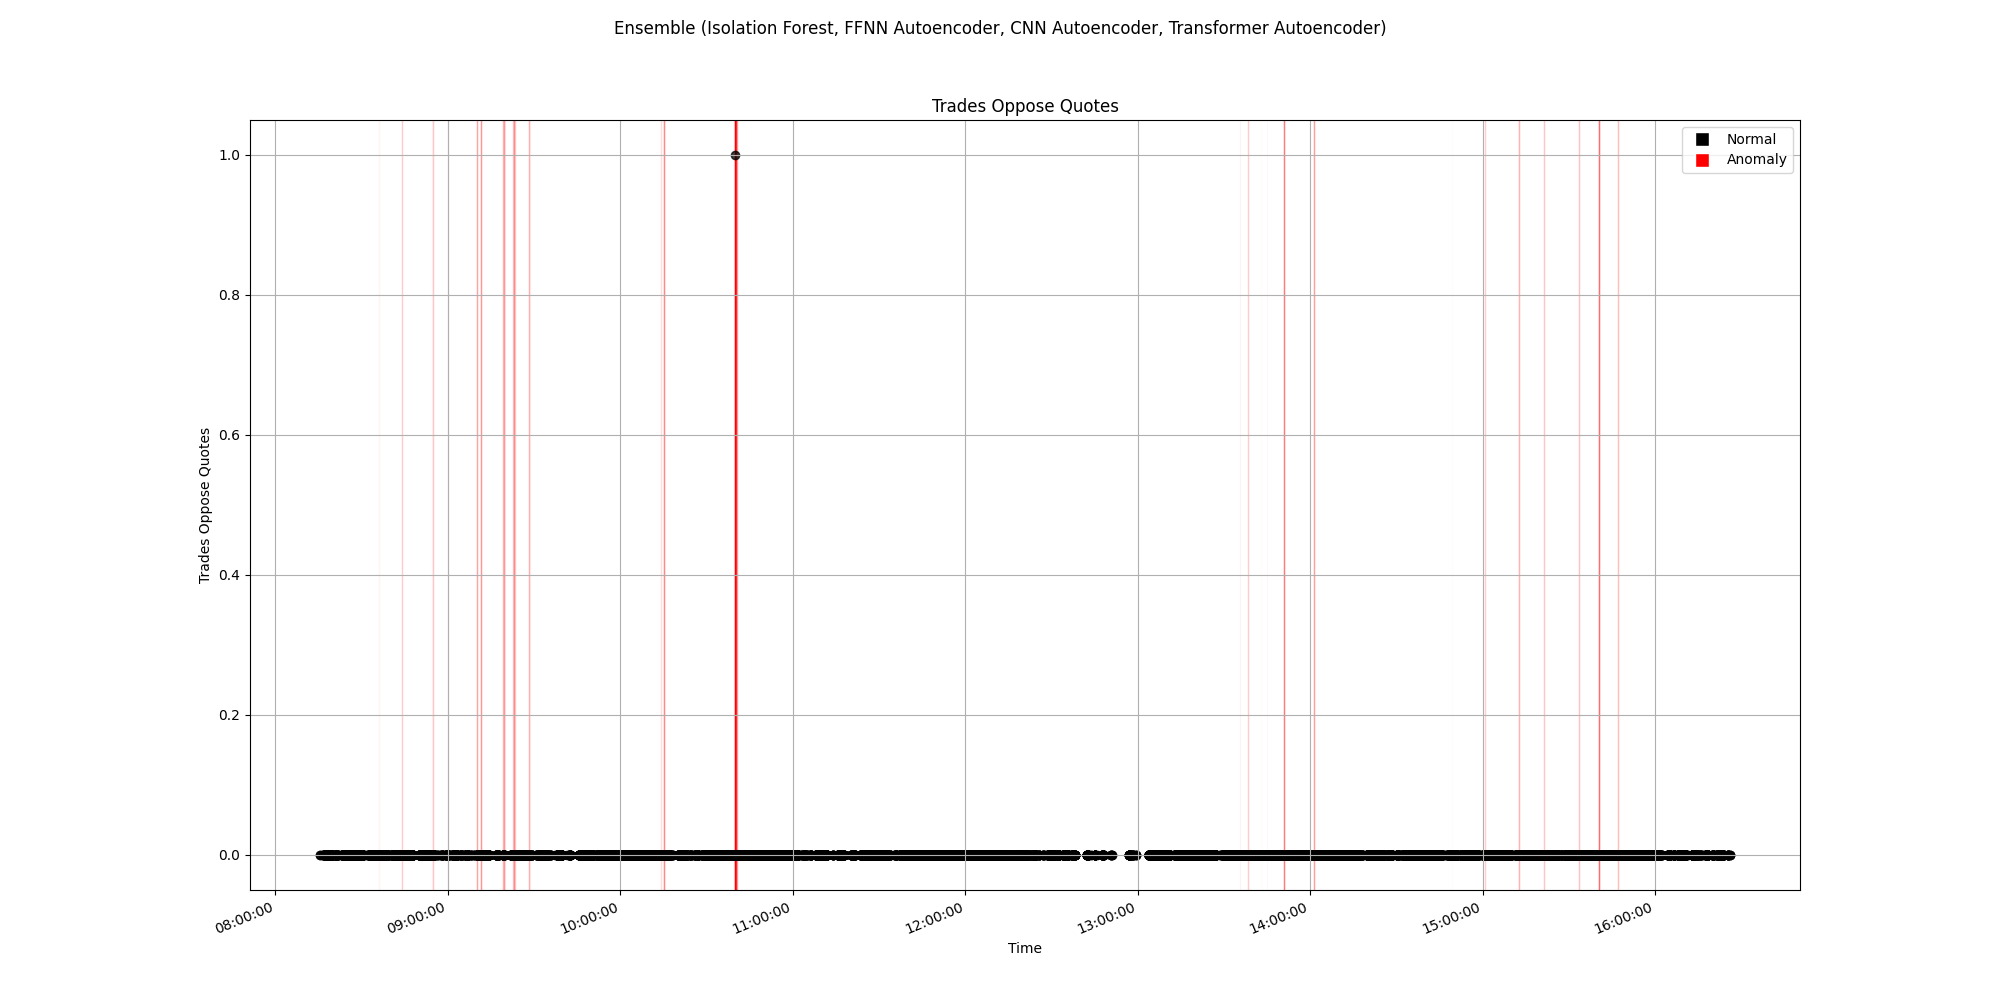 Ensemble (Isolation Forest, FFNN Autoencoder, CNN Autoencoder, Transformer Autoencoder)
Trades Oppose Quotes
Normal
Anomaly
1.0
0.8
0.6
0.4
0.2
0.0
Trades Oppose Quotes
08:00:00
09:00:00
10:00:00
11:00:00
12:00:00
13:00:00
14:00:00
15:00:00
16:00:00
Time